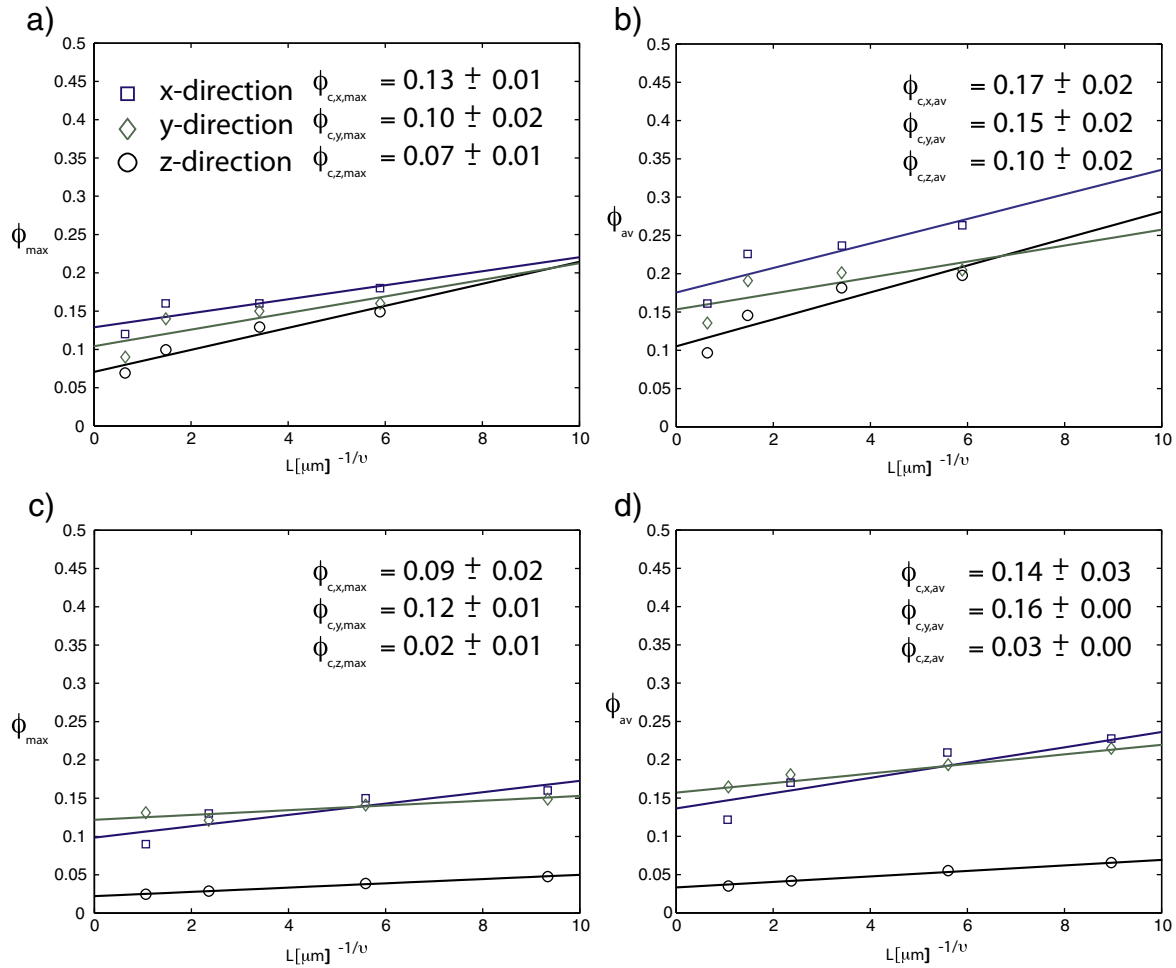 a)
0.5
0.45
0.4
0.35
0.3
0.25
0.2
0.15
0.1
0.05
0
ϕmax
x-direction
y-direction
z-direction
ϕc,x,max = 0.13 ± 0.01
ϕc,y,max = 0.10 ± 0.02
ϕc,z,max = 0.07 ± 0.01
0 2 4 6 8 10
L[µm] -1/υ
b)
0.5
0.45
0.4
0.35
0.3
0.25
0.2
0.15
0.1
0.05
0
ϕav
ϕc,x,av = 0.17 ± 0.02
ϕc,y,av = 0.15 ± 0.02
ϕc,z,av = 0.10 ± 0.02
0 2 4 6 8 10
L[µm] -1/υ
c)
0.5
0.45
0.4
0.35
0.3
0.25
0.2
0.15
0.1
0.05
0
ϕmax
ϕc,x,max = 0.09 ± 0.02
ϕc,y,max = 0.12 ± 0.01
ϕc,z,max = 0.02 ± 0.01
0 2 4 6 8 10
L[µm] -1/υ
d)
0.5
0.45
0.4
0.35
0.3
0.25
0.2
0.15
0.1
0.05
0
ϕav
ϕc,x,av = 0.14 ± 0.03
ϕc,y,av = 0.16 ± 0.00
ϕc,z,av = 0.03 ± 0.00
0 2 4 6 8 10
L[µm] -1/υ